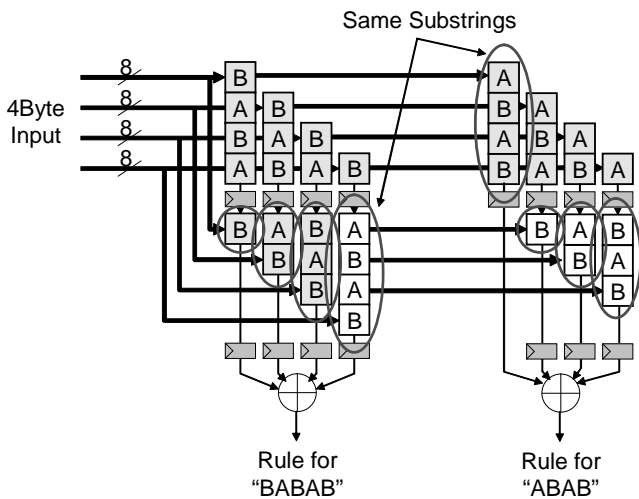 Same Substrings
8 B A
4Byte 8 A B B A
Input 8 B A B A B A
8 A B A B B A B A
B A B A B A B
B A B B A
B A B
B
Rule for
"BABAB"
Rule for
"ABAB"